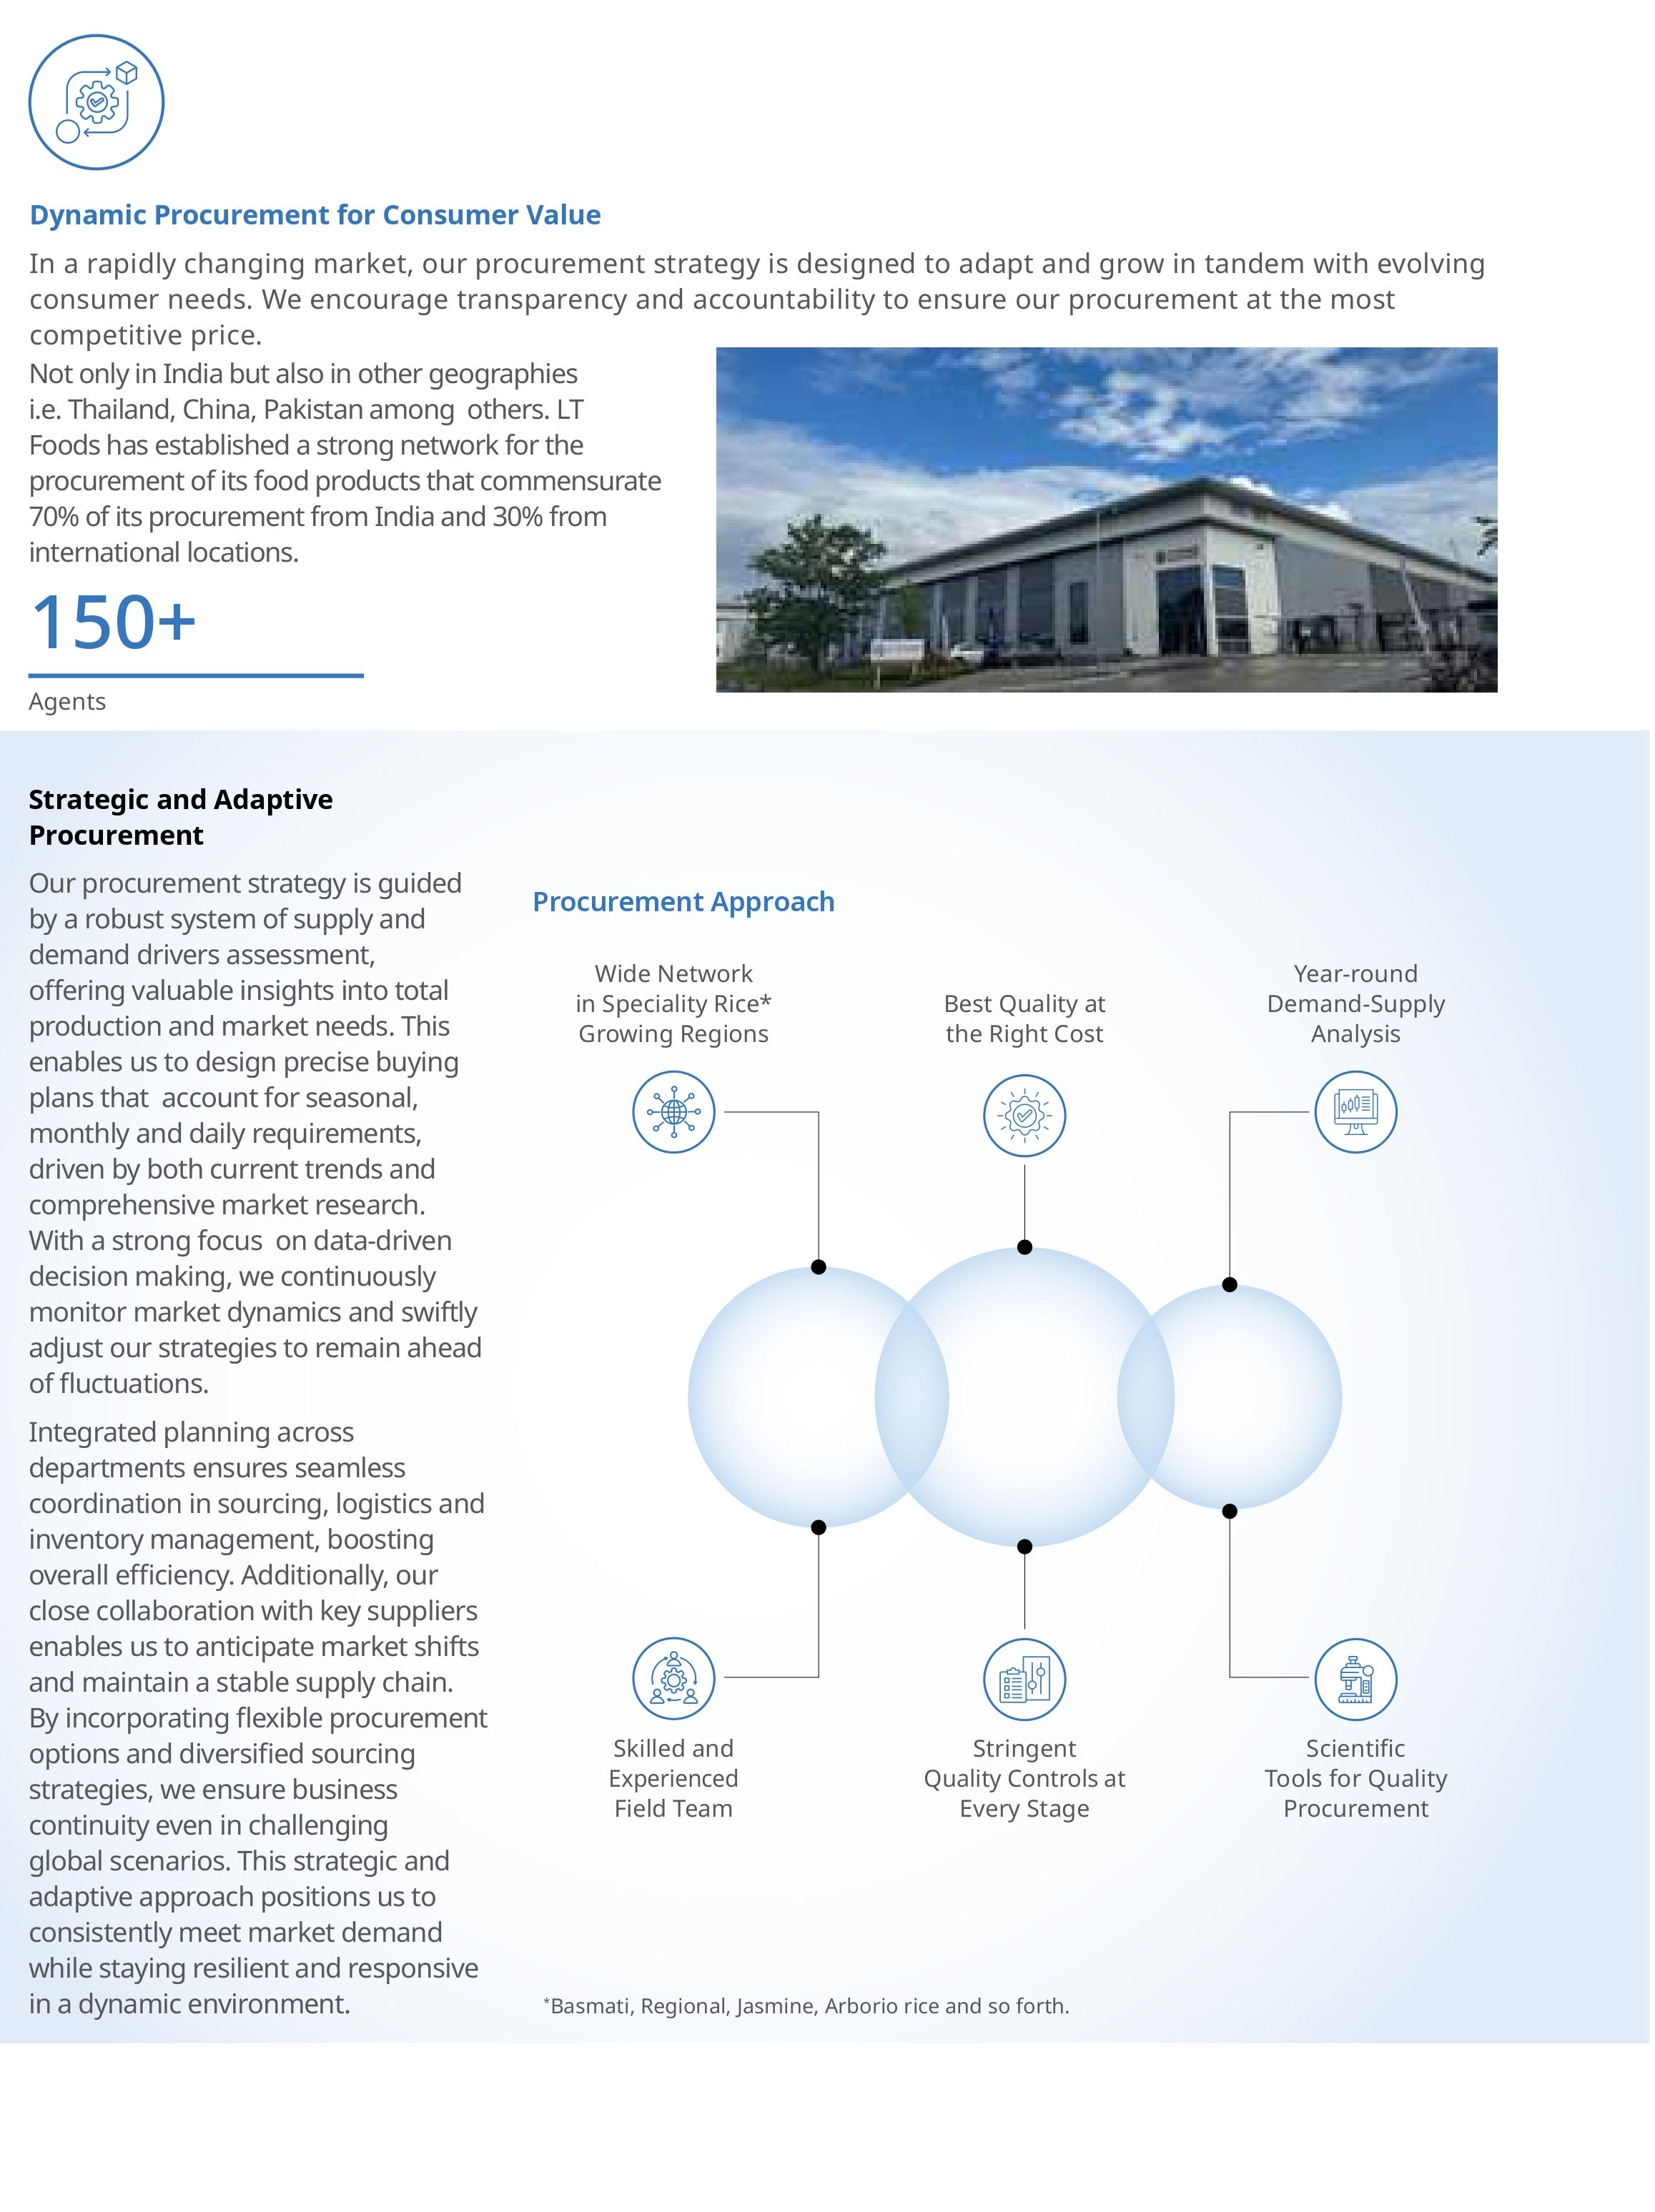 Dynamic Procurement for Consumer Value
In a rapidly changing market, our procurement strategy is designed to adapt and grow in tandem with evolving
consumer needs. We encourage transparency and accountability to ensure our procurement at the most
competitive price.
Not only in India but also in other geographies
i.e. Thailand, China, Pakistan among others. LT
Foods has established a strong network for the
procurement of its food products that commensurate
70% of its procurement from India and 30% from
international locations.
150+
Agents
Strategic and Adaptive
Procurement
Our procurement strategy is guided
by a robust system of supply and
demand drivers assessment,
offering valuable insights into total
production and market needs. This
enables us to design precise buying
plans that account for seasonal,
monthly and daily requirements,
driven by both current trends and
comprehensive market research.
With a strong focus on data-driven
decision making, we continuously
monitor market dynamics and swiftly
adjust our strategies to remain ahead
of fluctuations.
Integrated planning across
departments ensures seamless
coordination in sourcing, logistics and
inventory management, boosting
overall efficiency. Additionally, our
close collaboration with key suppliers
enables us to anticipate market shifts
and maintain a stable supply chain.
By incorporating flexible procurement
options and diversified sourcing
strategies, we ensure business
continuity even in challenging
global scenarios. This strategic and
adaptive approach positions us to
consistently meet market demand
while staying resilient and responsive
in a dynamic environment.
Procurement Approach
Wide Network
in Speciality Rice*
Growing Regions
Best Quality at
the Right Cost
Year-round
Demand-Supply
Analysis
Skilled and
Experienced
Field Team
Stringent
Quality Controls at
Every Stage
Scientific
Tools for Quality
Procurement
*Basmati, Regional, Jasmine, Arborio rice and so forth.